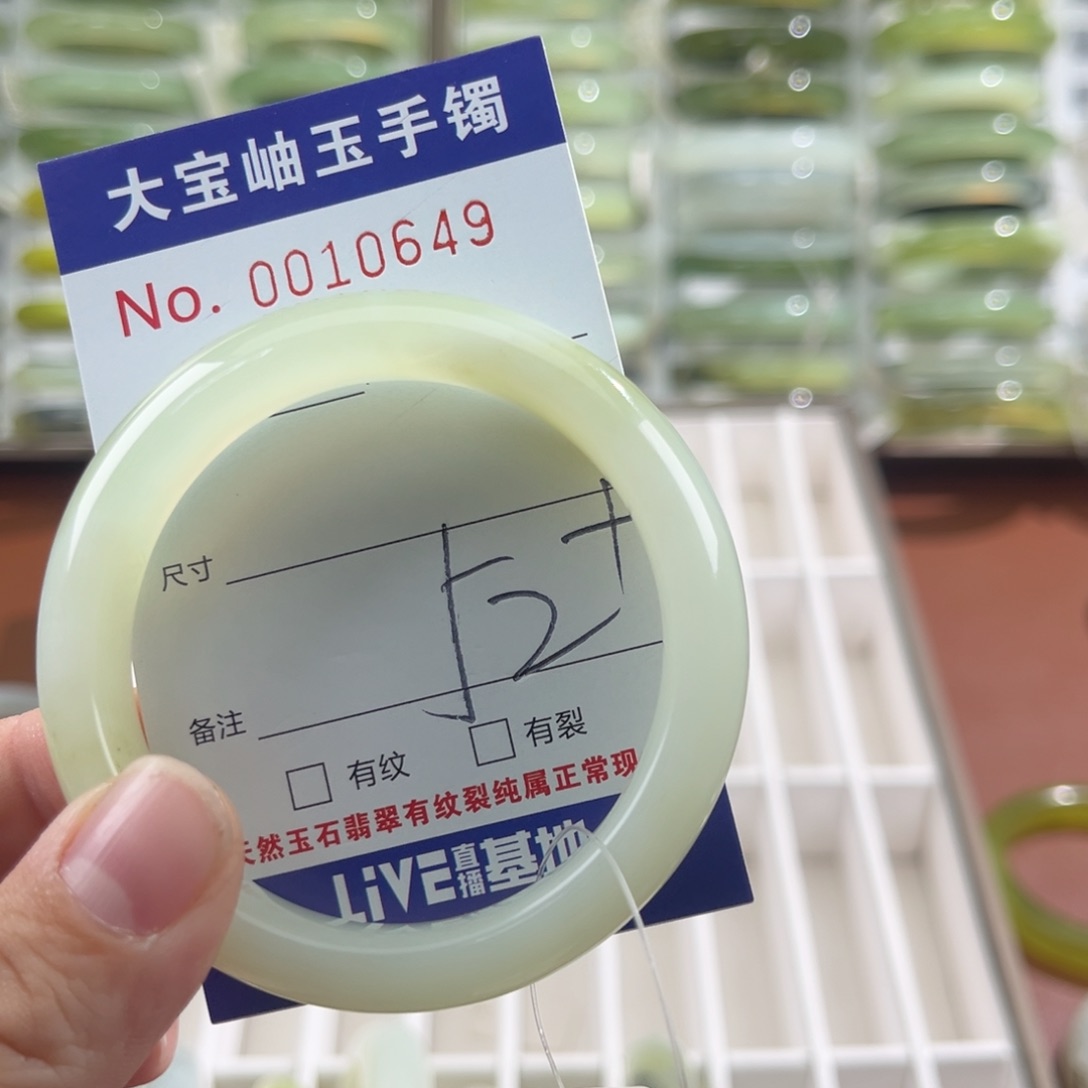 大宝岫玉手镯
No. 0010649
尺寸 52+
备注
有纹 有裂
天然玉石翡翠有纹裂纯属正常现
LiVE直播基地